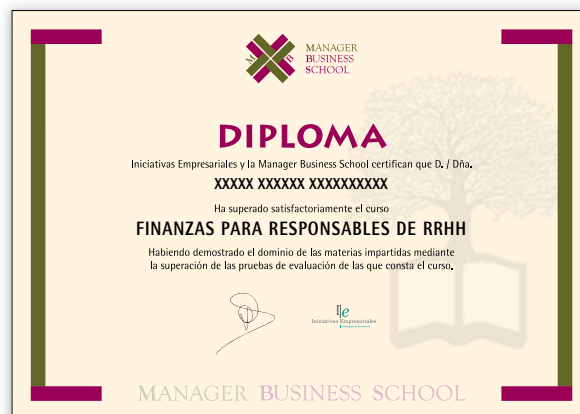 M B
MANAGER
BUSINESS
SCHOOL
DIPLOMA
Iniciativas Empresariales y la Manager Business School certifican que D. / Dña.
XXXXX XXXXXX XXXXXXXXXX
Ha superado satisfactoriamente el curso
FINANZAS PARA RESPONSABLES DE RRHH
Habiendo demostrado el dominio de las materias impartidas mediante
la superación de las pruebas de evaluación de las que consta el curso.
Ie
Iniciativas Empresariales
MANAGER BUSINESS SCHOOL